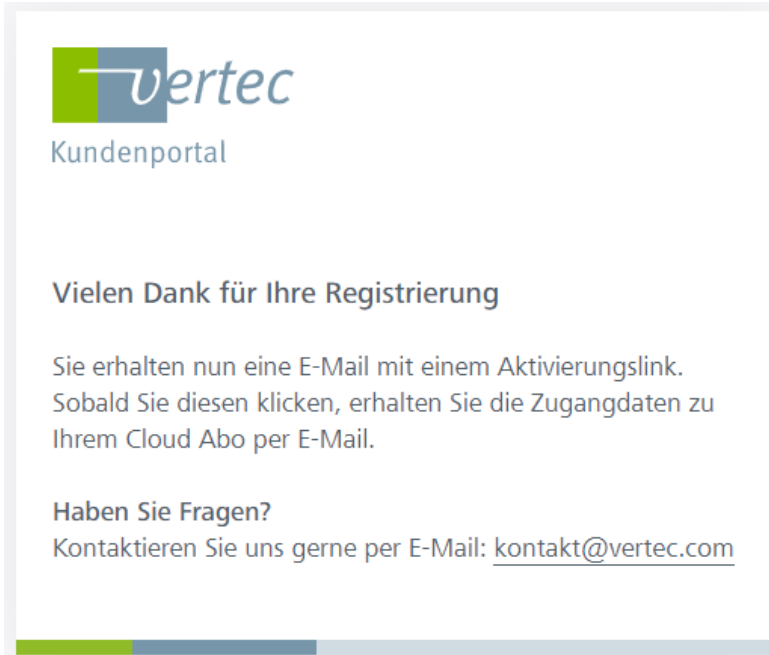 vertec
Kundenportal
Vielen Dank für Ihre Registrierung
Sie erhalten nun eine E-Mail mit einem Aktivierungslink.
Sobald Sie diesen klicken, erhalten Sie die Zugangdaten zu
Ihrem Cloud Abo per E-Mail.
Haben Sie Fragen?
Kontaktieren Sie uns gerne per E-Mail: kontakt@vertec.com